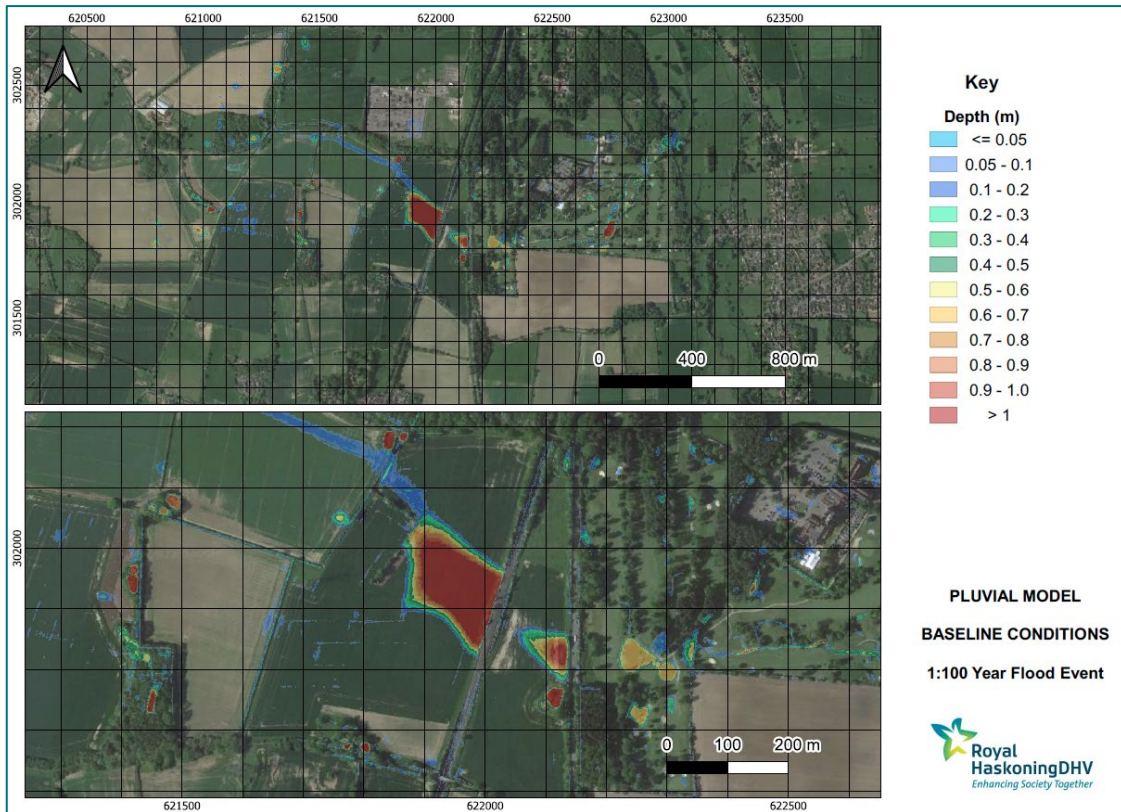 620500 621000 621500 622000 622500 623000 623500
302500
302000
301500
0 400 800 m
302000
0 100 200 m
621500 622000 622500
Key
Depth (m)
<= 0.05
0.05 - 0.1
0.1 - 0.2
0.2 - 0.3
0.3 - 0.4
0.4 - 0.5
0.5 - 0.6
0.6 - 0.7
0.7 - 0.8
0.8 - 0.9
0.9 - 1.0
> 1
PLUVIAL MODEL
BASELINE CONDITIONS
1:100 Year Flood Event
Royal
HaskoningDHV
Enhancing Society Together